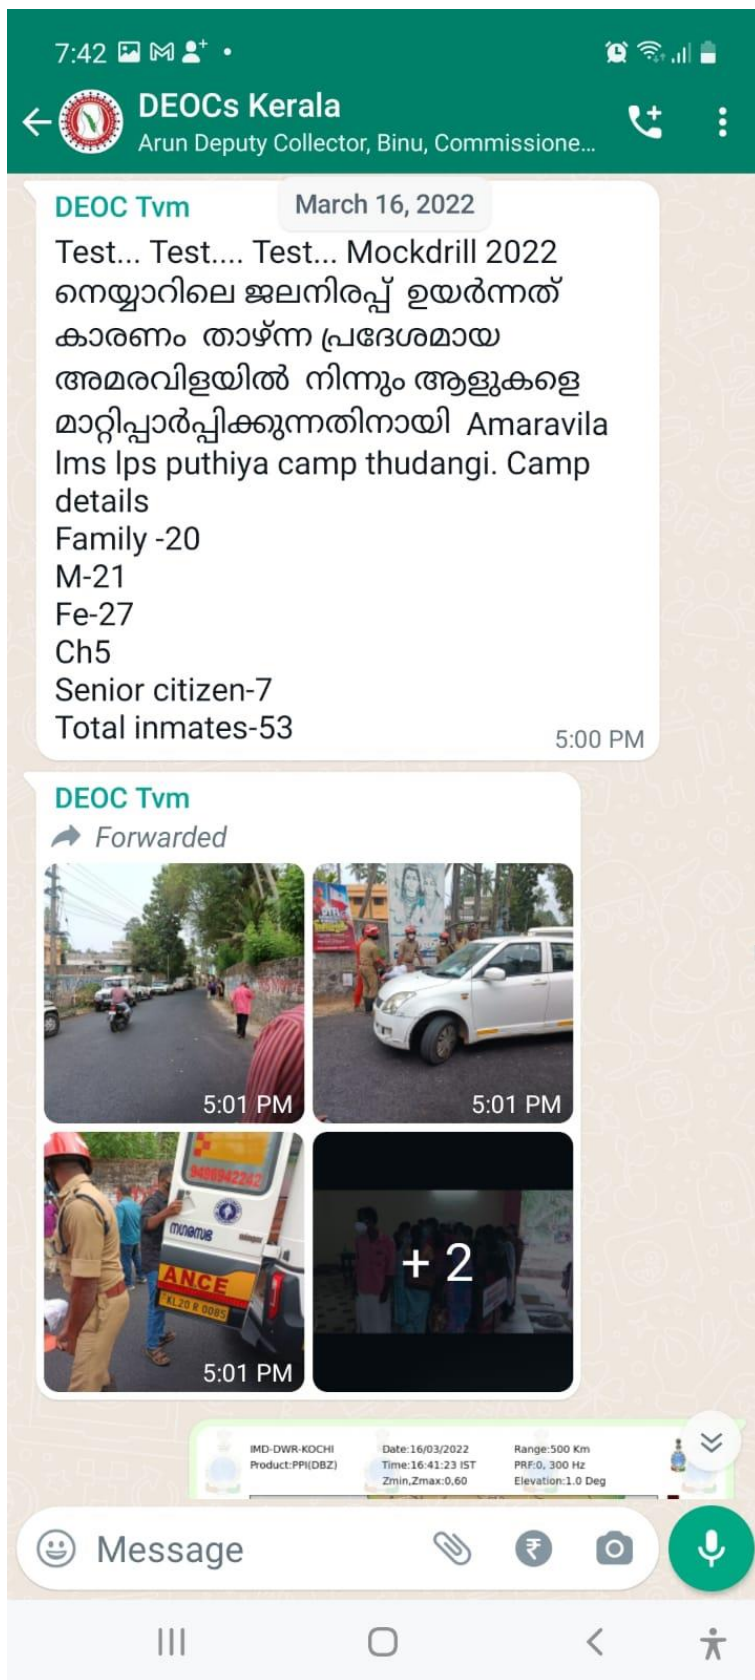 7:42
DEOCs Kerala
Arun Deputy Collector, Binu, Commissione...
March 16, 2022
DEOC Tvm
Test... Test.... Test... Mockdrill 2022
നെയ്യാറിലെ ജലനിരപ്പ് ഉയർന്നത്
കാരണം താഴ്ന്ന പ്രദേശമായ
അമരവിളയിൽ നിന്നും ആളുകളെ
മാറ്റിപ്പാർപ്പിക്കുന്നതിനായി Amaravila
lms lps puthiya camp thudangi. Camp
details
Family -20
M-21
Fe-27
Ch5
Senior citizen-7
Total inmates-53
5:00 PM
DEOC Tvm
Forwarded
5:01 PM
5:01 PM
9496942242
ANCE
KL20 R 0085
5:01 PM
+ 2
IMD-DWR-KOCHI
Product:PPI(DBZ)
Date:16/03/2022
Time:16:41:23 IST
Zmin,Zmax:0,60
Range:500 Km
PRF:0, 300 Hz
Elevation:1.0 Deg
Message